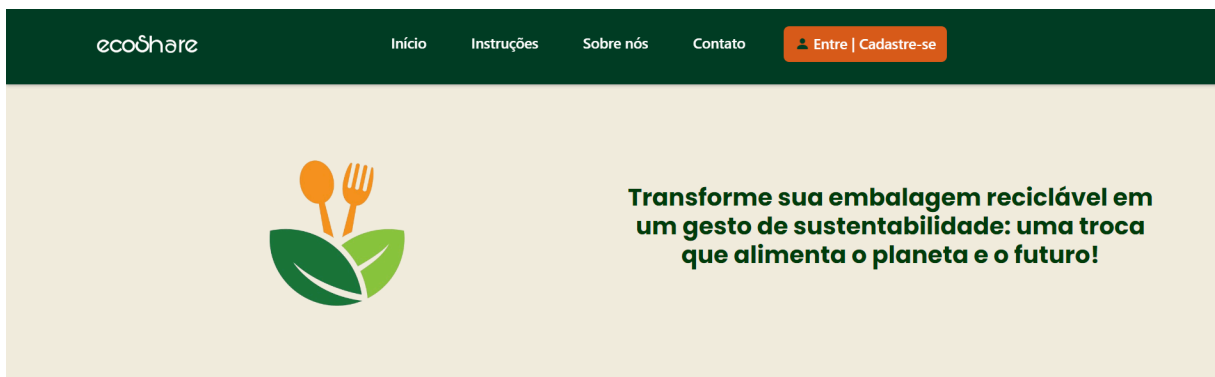 ecoShare
Início
Instruções
Sobre nós
Contato
Entre | Cadastre-se
Transforme sua embalagem reciclável em
um gesto de sustentabilidade: uma troca
que alimenta o planeta e o futuro!